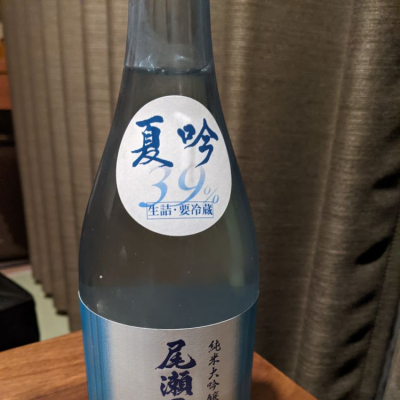 夏吟
39%
生詰・要冷蔵
純米大吟醸
尾瀬